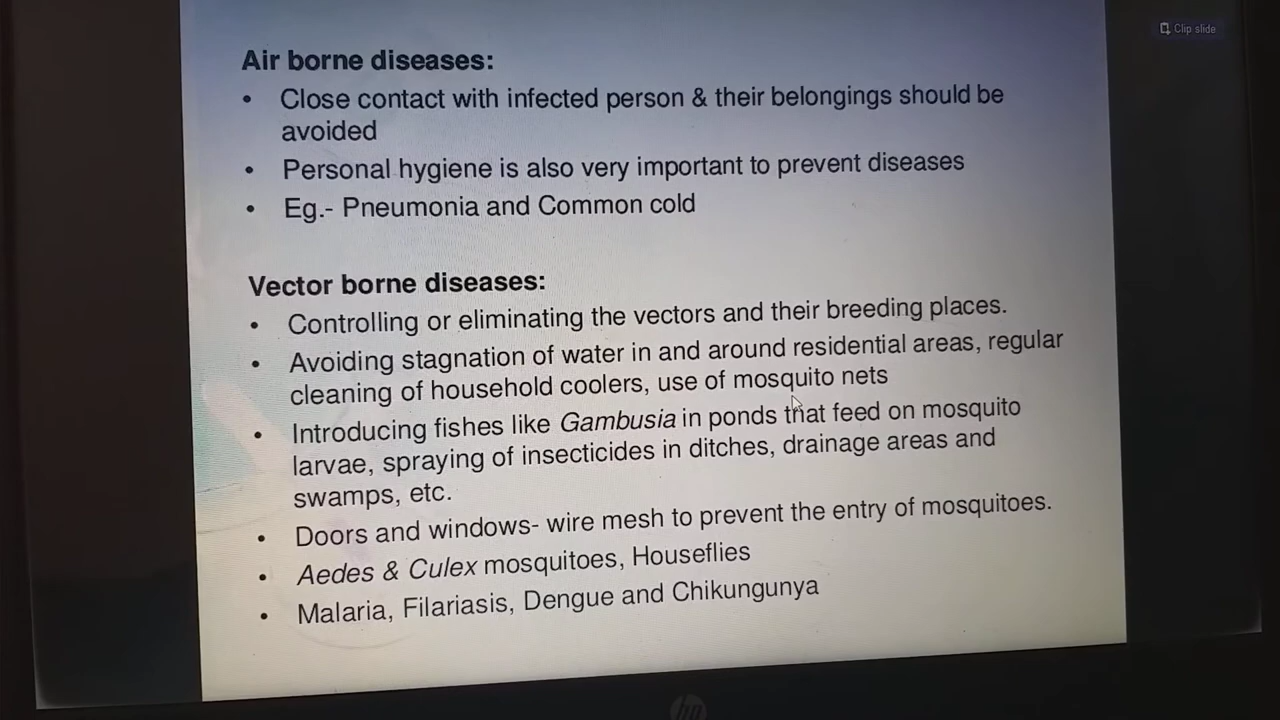 Clip slide
Air borne diseases:
• Close contact with infected person & their belongings should be
avoided
• Personal hygiene is also very important to prevent diseases
• Eg.- Pneumonia and Common cold
Vector borne diseases:
• Controlling or eliminating the vectors and their breeding places.
• Avoiding stagnation of water in and around residential areas, regular
cleaning of household coolers, use of mosquito nets
• Introducing fishes like Gambusia in ponds that feed on mosquito
larvae, spraying of insecticides in ditches, drainage areas and
swamps, etc.
• Doors and windows- wire mesh to prevent the entry of mosquitoes.
• Aedes & Culex mosquitoes, Houseflies
• Malaria, Filariasis, Dengue and Chikungunya
hp